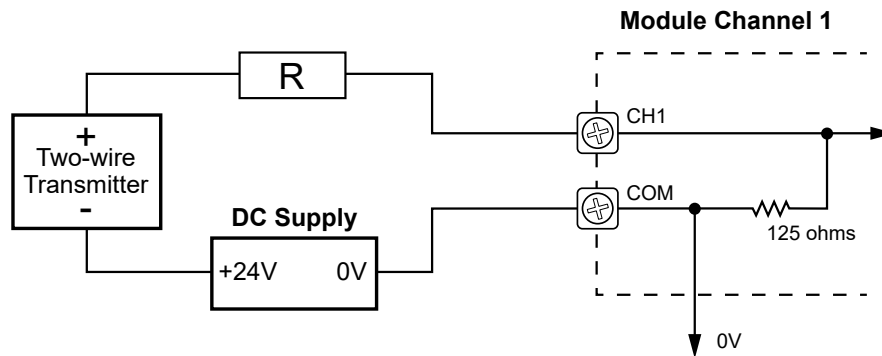 Module Channel 1
R
CH1
+
Two-wire
Transmitter
-
COM
DC Supply
125 ohms
+24V 0V
0V